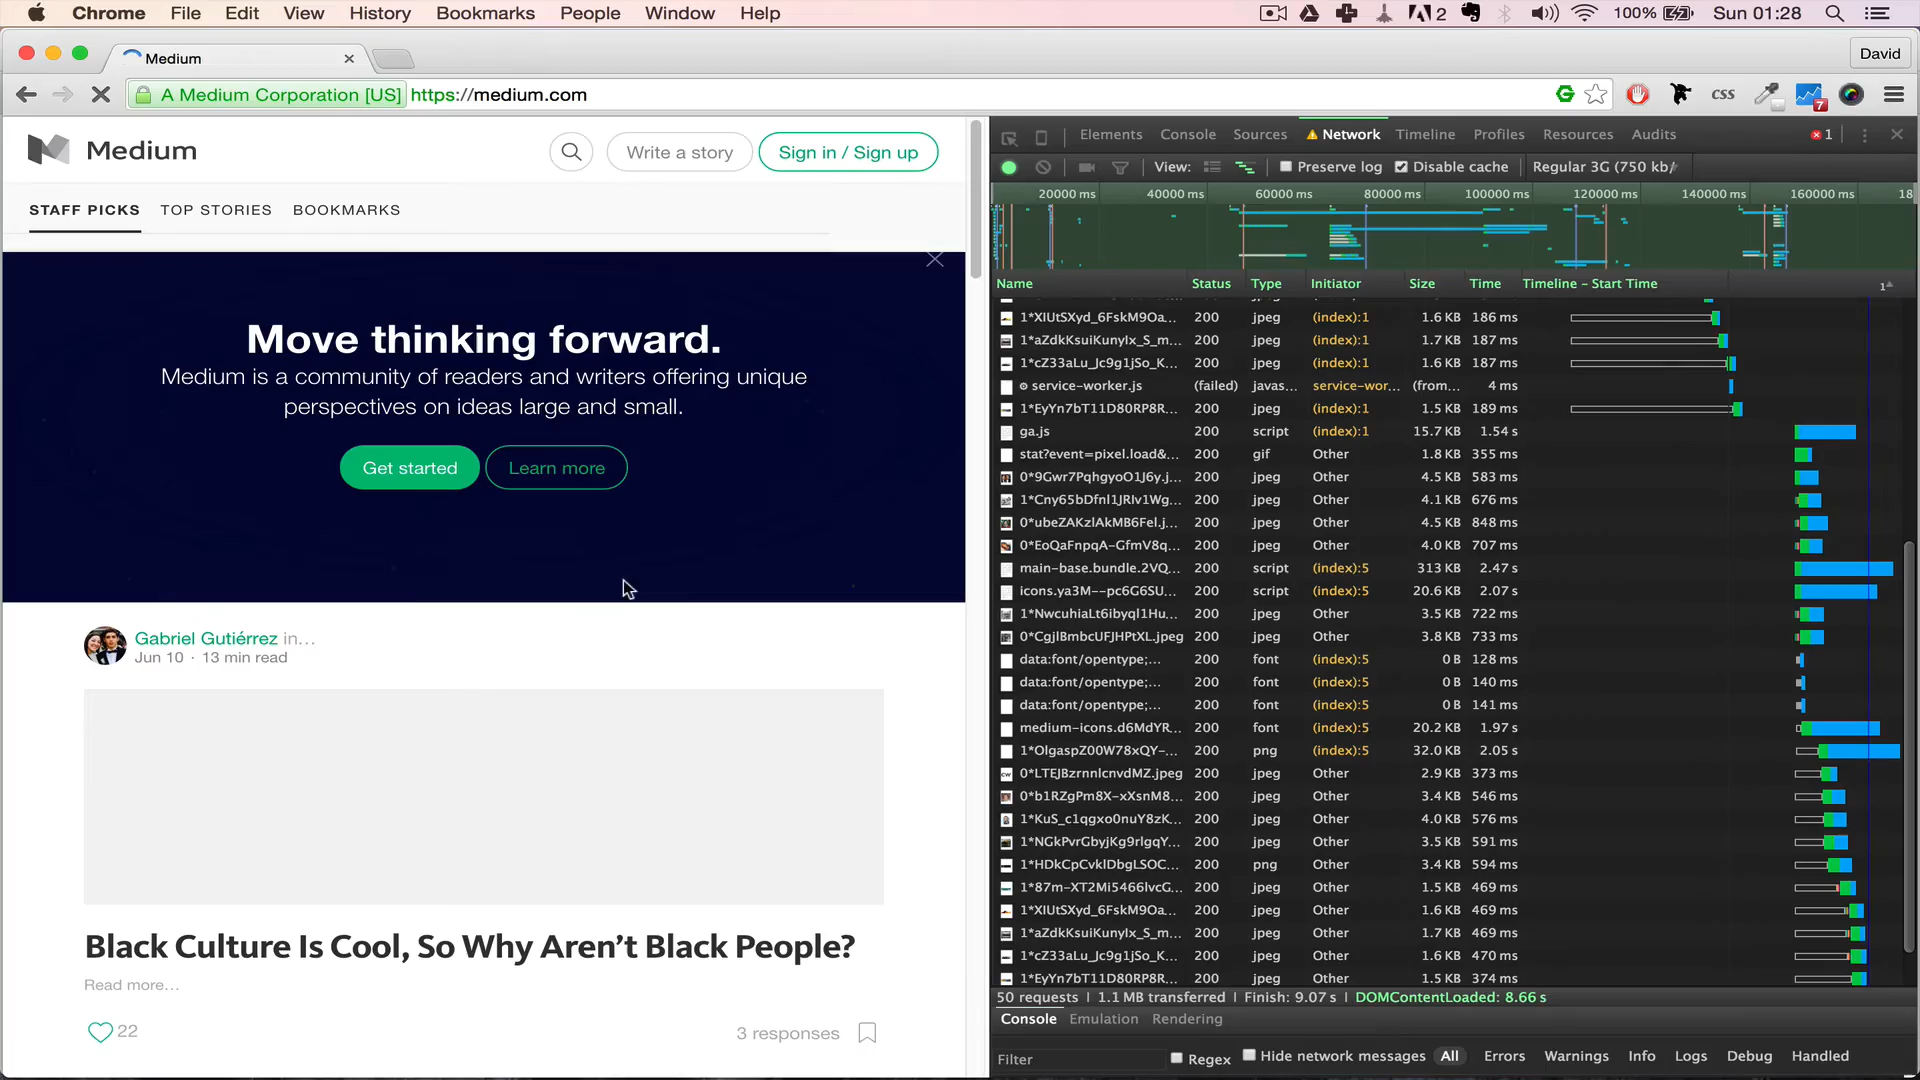 Chrome File Edit View History Bookmarks People Window Help 2 100% Sun 01:28
Medium David
A Medium Corporation [US] https://medium.com css 7
Medium Write a story Sign in / Sign up
STAFF PICKS TOP STORIES BOOKMARKS
Move thinking forward.
Medium is a community of readers and writers offering unique
perspectives on ideas large and small.
Get started Learn more
Gabriel Gutiérrez in…
Jun 10 · 13 min read
Black Culture Is Cool, So Why Aren’t Black People?
Read more…
22 3 responses
Elements Console Sources Network Timeline Profiles Resources Audits 1
View: Preserve log Disable cache Regular 3G (750 kb/
20000 ms 40000 ms 60000 ms 80000 ms 100000 ms 120000 ms 140000 ms 160000 ms 18
Name Status Type Initiator Size Time Timeline – Start Time 1
1*XIUtSXyd_6FskM9Oa... 200 jpeg (index):1 1.6 KB 186 ms
1*aZdkKsuiKunyIx_S_m... 200 jpeg (index):1 1.7 KB 187 ms
1*cZ33aLu_Jc9g1jSo_K... 200 jpeg (index):1 1.6 KB 187 ms
service-worker.js (failed) javas... service-wor... (from... 4 ms
1*EyYn7bT11D80RP8R... 200 jpeg (index):1 1.5 KB 189 ms
ga.js 200 script (index):1 15.7 KB 1.54 s
stat?event=pixel.load&... 200 gif Other 1.8 KB 355 ms
0*9Gwr7PqhgyoO1J6y.j... 200 jpeg Other 4.5 KB 583 ms
1*Cny65bDfnl1JRlv1Wg... 200 jpeg Other 4.1 KB 676 ms
0*ubeZAKzlAkMB6Fel.j... 200 jpeg Other 4.5 KB 848 ms
0*EoQaFnpqA-GfmV8q... 200 jpeg Other 4.0 KB 707 ms
main-base.bundle.2VQ... 200 script (index):5 313 KB 2.47 s
icons.ya3M--pc6G6SU... 200 script (index):5 20.6 KB 2.07 s
1*NwcuhiaLt6ibyql1Hu... 200 jpeg Other 3.5 KB 722 ms
0*CgjlBmbcUFJHPtXL.jpeg 200 jpeg Other 3.8 KB 733 ms
data:font/opentype;... 200 font (index):5 0 B 128 ms
data:font/opentype;... 200 font (index):5 0 B 140 ms
data:font/opentype;... 200 font (index):5 0 B 141 ms
medium-icons.d6MdYR... 200 font (index):5 20.2 KB 1.97 s
1*OlgaspZ00W78xQY-... 200 png (index):5 32.0 KB 2.05 s
0*LTEJBzrnnlcnvdMZ.jpeg 200 jpeg Other 2.9 KB 373 ms
0*b1RZgPm8X-xXsnM8... 200 jpeg Other 3.4 KB 546 ms
1*KuS_c1qgxo0nuY8zK... 200 jpeg Other 4.0 KB 576 ms
1*NGkPvrGbyjKg9rlgqY... 200 jpeg Other 3.5 KB 591 ms
1*HDkCpCvklDbgLSOC... 200 png Other 3.4 KB 594 ms
1*87m-XT2Mi5466lvcG... 200 jpeg Other 1.5 KB 469 ms
1*XIUtSXyd_6FskM9Oa... 200 jpeg Other 1.6 KB 469 ms
1*aZdkKsuiKunyIx_S_m... 200 jpeg Other 1.7 KB 469 ms
1*cZ33aLu_Jc9g1jSo_K... 200 jpeg Other 1.6 KB 470 ms
1*EyYn7bT11D80RP8R... 200 jpeg Other 1.5 KB 374 ms
50 requests | 1.1 MB transferred | Finish: 9.07 s | DOMContentLoaded: 8.66 s
Console Emulation Rendering
Filter Regex Hide network messages All Errors Warnings Info Logs Debug Handled